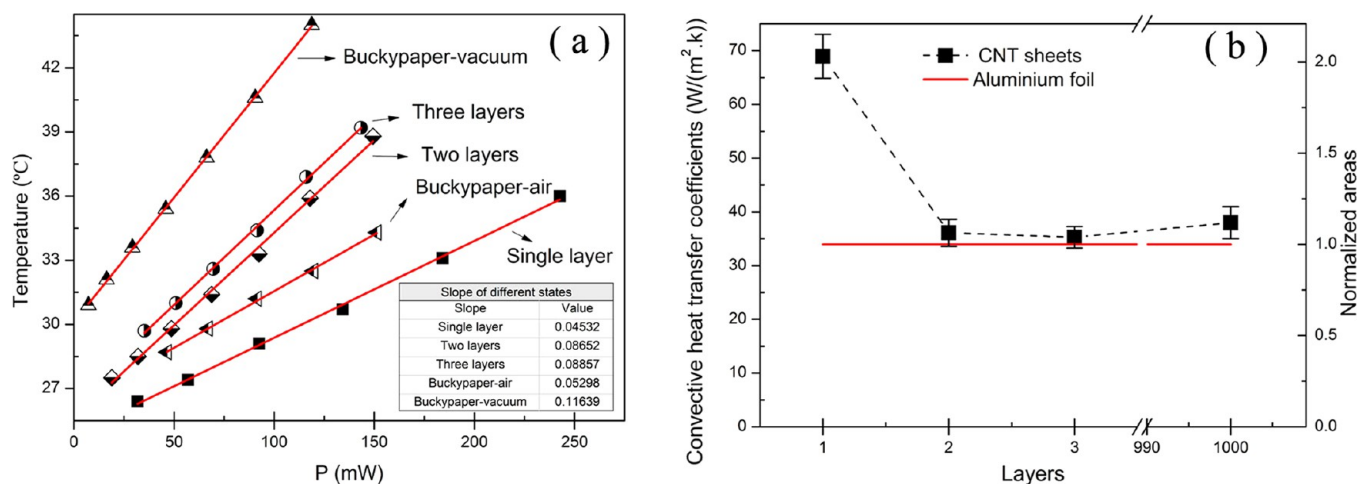 ( a )
Buckypaper-vacuum
Three layers
Two layers
Buckypaper-air
Single layer
Temperature (ºC)
42
39
36
33
30
27
0 50 100 150 200 250
P (mW)
Slope of different states
Slope Value
Single layer 0.04532
Two layers 0.08652
Three layers 0.08857
Buckypaper-air 0.05298
Buckypaper-vacuum 0.11639
( b )
CNT sheets
Aluminium foil
Convective heat transfer coefficients (W/(m².k))
70
60
50
40
30
20
10
0
Normalized areas
2.0
1.5
1.0
0.5
0.0
1 2 3 990 1000
Layers